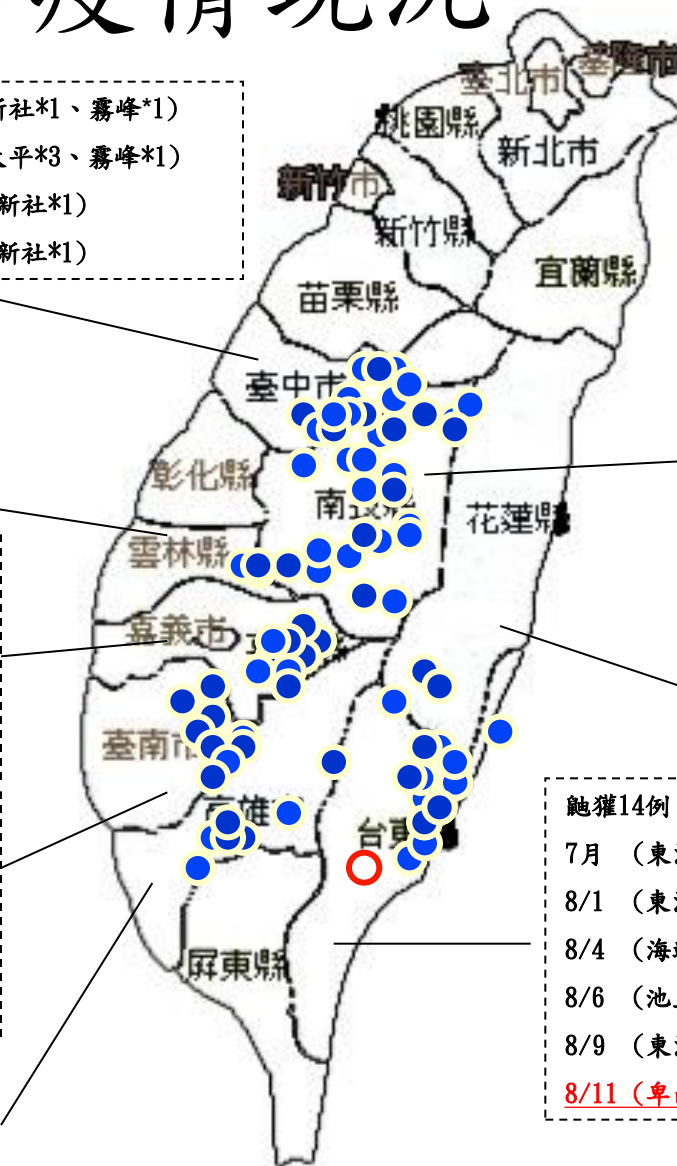 疫情現況
新社*1、霧峰*1)
太平*3、霧峰*1)
新社*1)
新社*1)
基隆市
臺北市
桃園縣
新北市
新竹市
新竹縣
宜蘭縣
苗栗縣
臺中市
彰化縣
南投縣
花蓮縣
雲林縣
嘉義市
臺南市
高雄
台東
屏東縣
鼬獾14例
7月 (東
8/1 (東
8/4 (海
8/6 (池
8/9 (東
8/11 (卑